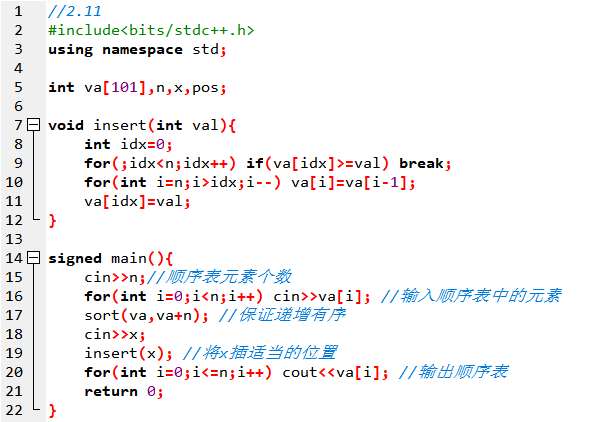 1 //2.11
2 #include<bits/stdc++.h>
3 using namespace std;
4
5 int va[101],n,x,pos;
6
7 void insert(int val){
8     int idx=0;
9     for(;idx<n;idx++) if(va[idx]>=val) break;
10     for(int i=n;i>idx;i--) va[i]=va[i-1];
11     va[idx]=val;
12 }
13
14 signed main(){
15     cin>>n;//顺序表元素个数
16     for(int i=0;i<n;i++) cin>>va[i]; //输入顺序表中的元素
17     sort(va,va+n); //保证递增有序
18     cin>>x;
19     insert(x); //将x插适当的位置
20     for(int i=0;i<=n;i++) cout<<va[i]; //输出顺序表
21     return 0;
22 }